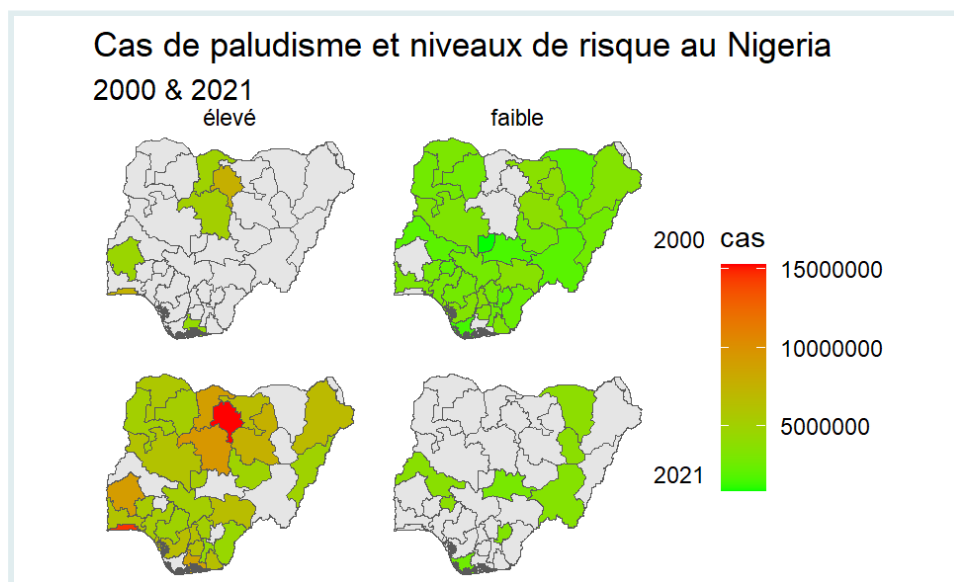 Cas de paludisme et niveaux de risque au Nigeria
2000 & 2021
élevé
faible
2000
cas
15000000
10000000
5000000
2021